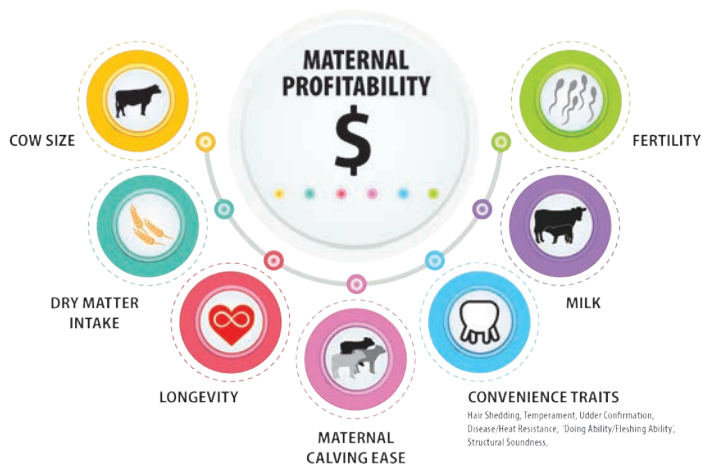 MATERNAL
PROFITABILITY
$
COW SIZE
FERTILITY
DRY MATTER
INTAKE
MILK
LONGEVITY
CONVENIENCE TRAITS
Hair Shedding, Temperament, Udder Confirmation,
Disease/Heat Resistance, 'Doing Ability/Fleshing Ability',
Structural Soundness,
MATERNAL
CALVING EASE